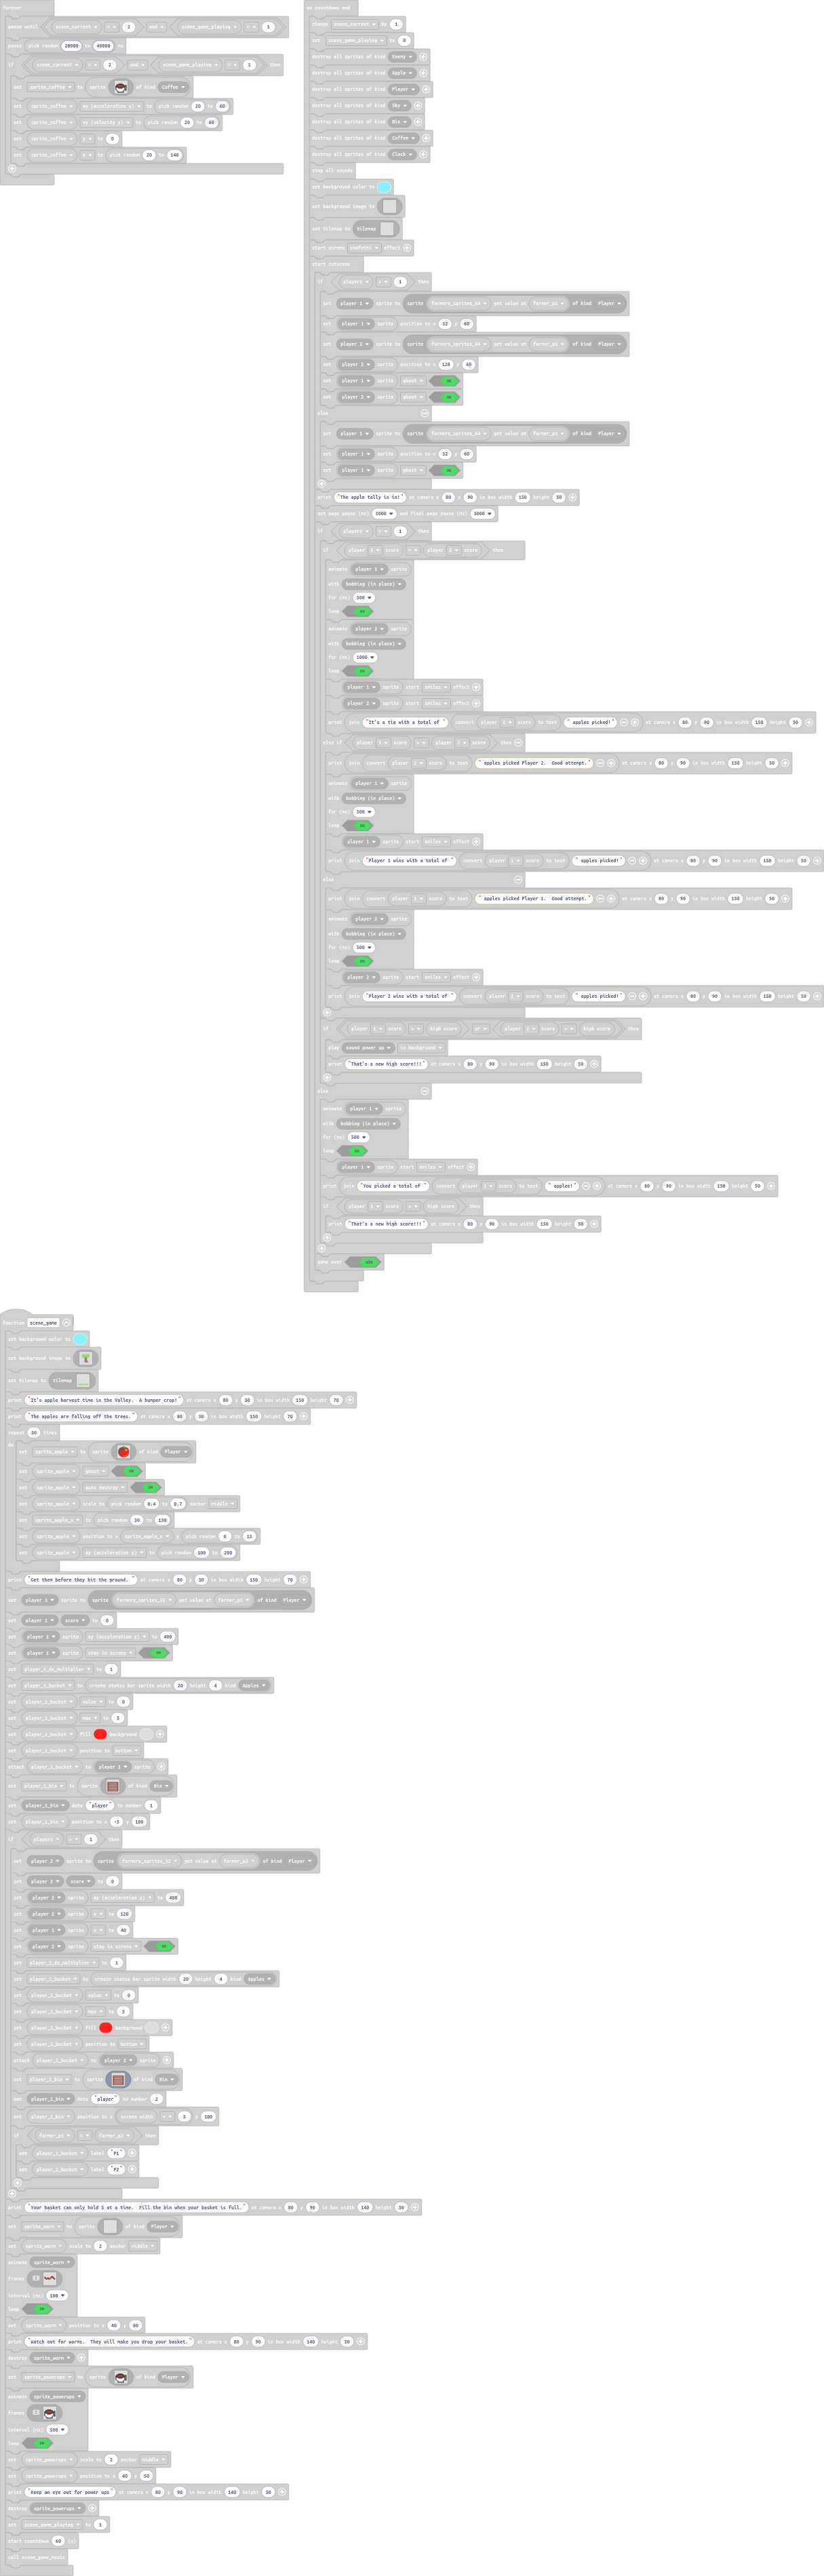 forever
pause until scene_current = 2 and scene_game_playing = 1
pause pick random 20000 to 40000 ms
if scene_current = 2 and scene_game_playing = 1 then
set sprite_coffee to sprite of kind Coffee
set sprite_coffee ay (acceleration y) to pick random 20 to 60
set sprite_coffee vy (velocity y) to pick random 20 to 60
set sprite_coffee y to 0
set sprite_coffee x to pick random 20 to 140
on countdown end
change scene_current by 1
set scene_game_playing to 0
destroy all sprites of kind Enemy
destroy all sprites of kind Apple
destroy all sprites of kind Player
destroy all sprites of kind Sky
destroy all sprites of kind Bin
destroy all sprites of kind Coffee
destroy all sprites of kind Clock
stop all sounds
set background color to
set background image to
set tilemap to tilemap
start screen confetti effect
start cutscene
if players > 1 then
set player 1 sprite to sprite farmers_sprites_64 get value at farmer_p1 of kind Player
set player 1 sprite position to x 32 y 60
set player 2 sprite to sprite farmers_sprites_64 get value at farmer_p2 of kind Player
set player 2 sprite position to x 128 y 60
set player 1 sprite ghost on
set player 2 sprite ghost on
else
set player 1 sprite to sprite farmers_sprites_64 get value at farmer_p1 of kind Player
set player 1 sprite position to x 32 y 60
set player 1 sprite ghost on
print "The apple tally is in!" at camera x 80 y 90 in box width 150 height 50
set page pause (ms) 1000 and final page pause (ms) 3000
if players > 1 then
if player 1 score = player 2 score then
animate player 1 sprite
with bobbing (in place)
for (ms) 500
loop on
animate player 2 sprite
with bobbing (in place)
for (ms) 1000
loop on
player 1 sprite start smiles effect
player 2 sprite start smiles effect
print join "It's a tie with a total of " convert player 1 score to text " apples picked!" at camera x 80 y 90 in box width 150 height 50
else if player 1 score > player 2 score then
print join convert player 2 score to text " apples picked Player 2.  Good attempt." at camera x 80 y 90 in box width 150 height 50
animate player 1 sprite
with bobbing (in place)
for (ms) 500
loop on
player 1 sprite start smiles effect
print join "Player 1 wins with a total of " convert player 1 score to text " apples picked!" at camera x 80 y 90 in box width 150 height 50
else
print join convert player 1 score to text " apples picked Player 1.  Good attempt." at camera x 80 y 90 in box width 150 height 50
animate player 2 sprite
with bobbing (in place)
for (ms) 500
loop on
player 2 sprite start smiles effect
print join "Player 2 wins with a total of " convert player 2 score to text " apples picked!" at camera x 80 y 90 in box width 150 height 50
if player 1 score > high score or player 2 score > high score then
play sound power up in background
print "That's a new high score!!!" at camera x 80 y 90 in box width 150 height 50
else
animate player 1 sprite
with bobbing (in place)
for (ms) 500
loop on
player 1 sprite start smiles effect
print join "You picked a total of " convert player 1 score to text " apples!" at camera x 80 y 90 in box width 150 height 50
if player 1 score > high score then
print "That's a new high score!!!" at camera x 80 y 90 in box width 150 height 50
game over win
function scene_game
set background color to
set background image to
set tilemap to tilemap
print "It's apple harvest time in the Valley.  A bumper crop!" at camera x 80 y 50 in box width 150 height 70
print "The apples are falling off the trees." at camera x 80 y 50 in box width 150 height 70
repeat 30 times
do
set sprite_apple to sprite of kind Player
set sprite_apple ghost on
set sprite_apple auto destroy on
set sprite_apple scale to pick random 0.4 to 0.7 anchor middle
set sprite_apple_x to pick random 30 to 130
set sprite_apple position to x sprite_apple_x y pick random 0 to 15
set sprite_apple ay (acceleration y) to pick random 100 to 200
print "Get them before they hit the ground. " at camera x 80 y 30 in box width 150 height 70
set player 1 sprite to sprite farmers_sprites_32 get value at farmer_p1 of kind Player
set player 1 score to 0
set player 1 sprite ay (acceleration y) to 400
set player 1 sprite stay in screen on
set player_1_dx_multiplier to 1
set player_1_bucket to create status bar sprite width 20 height 4 kind Apples
set player_1_bucket value to 0
set player_1_bucket max to 5
set player_1_bucket fill background
set player_1_bucket position to bottom
attach player_1_bucket to player 1 sprite
set player_1_bin to sprite of kind Bin
set player_1_bin data "player" to number 1
set player_1_bin position to x -3 y 100
if players > 1 then
set player 2 sprite to sprite farmers_sprites_32 get value at farmer_p2 of kind Player
set player 2 score to 0
set player 2 sprite ay (acceleration y) to 400
set player 2 sprite x to 120
set player 1 sprite x to 40
set player 2 sprite stay in screen on
set player_2_dx_multiplier to 1
set player_2_bucket to create status bar sprite width 20 height 4 kind Apples
set player_2_bucket value to 0
set player_2_bucket max to 5
set player_2_bucket fill background
set player_2_bucket position to bottom
attach player_2_bucket to player 2 sprite
set player_2_bin to sprite of kind Bin
set player_2_bin data "player" to number 2
set player_2_bin position to x screen width + 3 y 100
if farmer_p1 = farmer_p2 then
set player_1_bucket label "P1"
set player_2_bucket label "P2"
print "Your basket can only hold 5 at a time.  Fill the bin when your basket is full." at camera x 80 y 90 in box width 140 height 50
set sprite_worm to sprite of kind Player
set sprite_worm scale to 2 anchor middle
animate sprite_worm
frames
interval (ms) 100
loop on
set sprite_worm position to x 40 y 60
print "Watch out for worms.  They will make you drop your basket." at camera x 80 y 90 in box width 140 height 50
destroy sprite_worm
set sprite_powerups to sprite of kind Player
animate sprite_powerups
frames
interval (ms) 500
loop on
set sprite_powerups scale to 2 anchor middle
set sprite_powerups position to x 40 y 50
print "Keep an eye out for power ups" at camera x 80 y 90 in box width 140 height 50
destroy sprite_powerups
set scene_game_playing to 1
start countdown 60 (s)
call scene_game_music